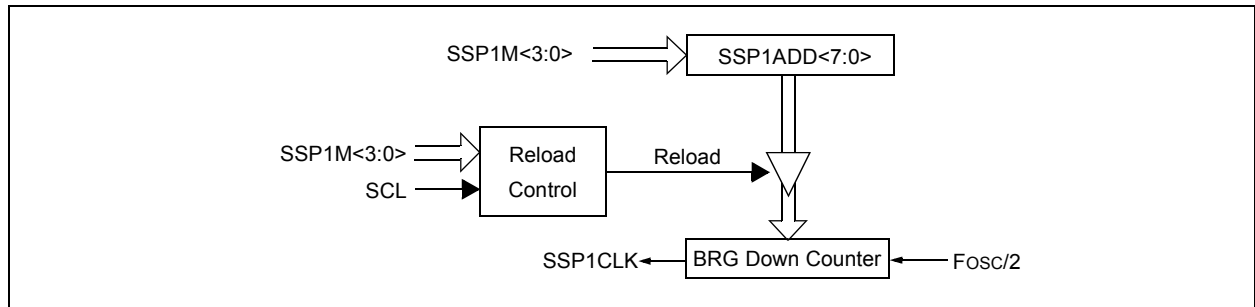 SSP1M<3:0>
SSP1ADD<7:0>
SSP1M<3:0>
SCL
Reload
Control
Reload
SSP1CLK
BRG Down Counter
FOSC/2